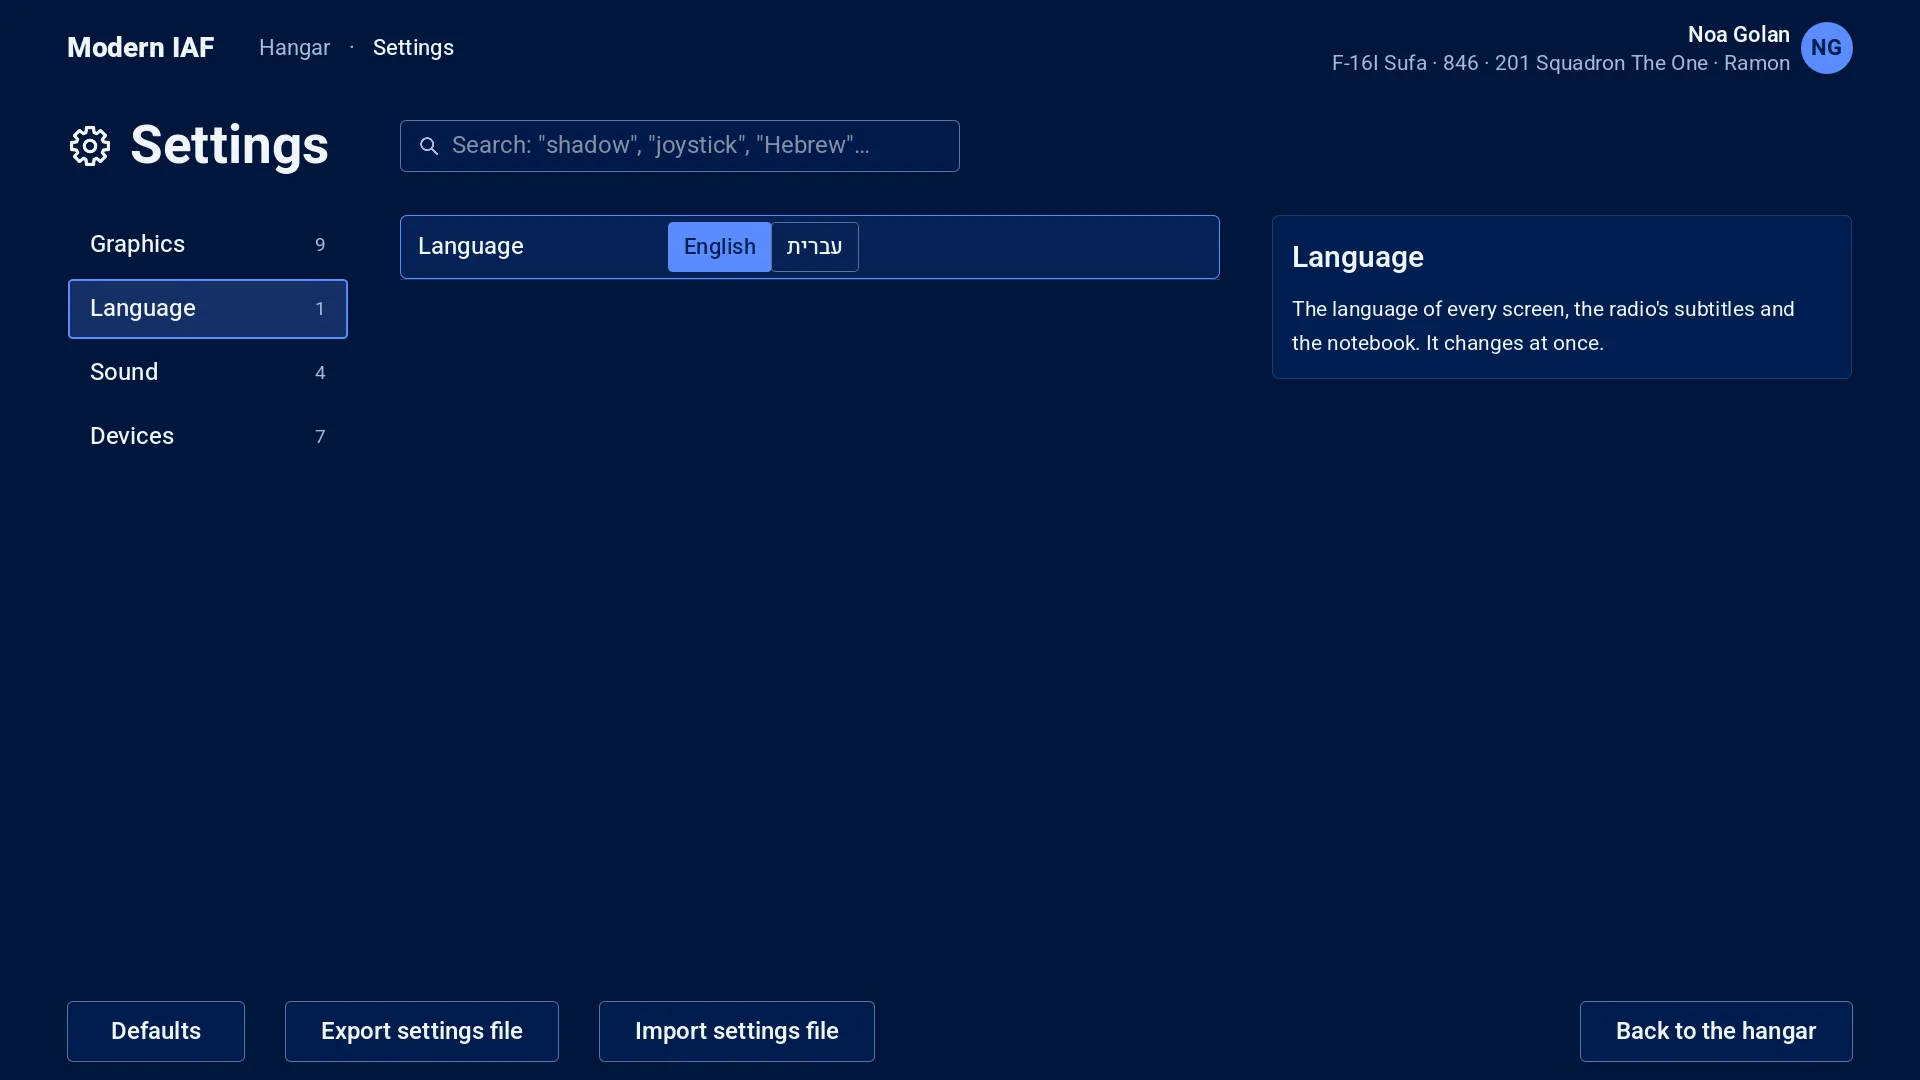 Modern IAF
Hangar · Settings
Noa Golan
F-16I Sufa · 846 · 201 Squadron The One · Ramon
NG
Settings
Search: "shadow", "joystick", "Hebrew"…
Graphics 9
Language 1
Sound 4
Devices 7
Language English עברית
Language
The language of every screen, the radio's subtitles and
the notebook. It changes at once.
Defaults
Export settings file
Import settings file
Back to the hangar